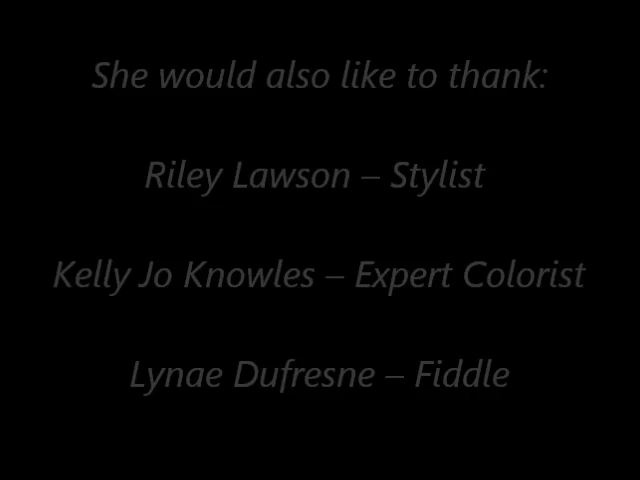 She would also like to thank:
Riley Lawson – Stylist
Kelly Jo Knowles – Expert Colorist
Lynae Dufresne – Fiddle